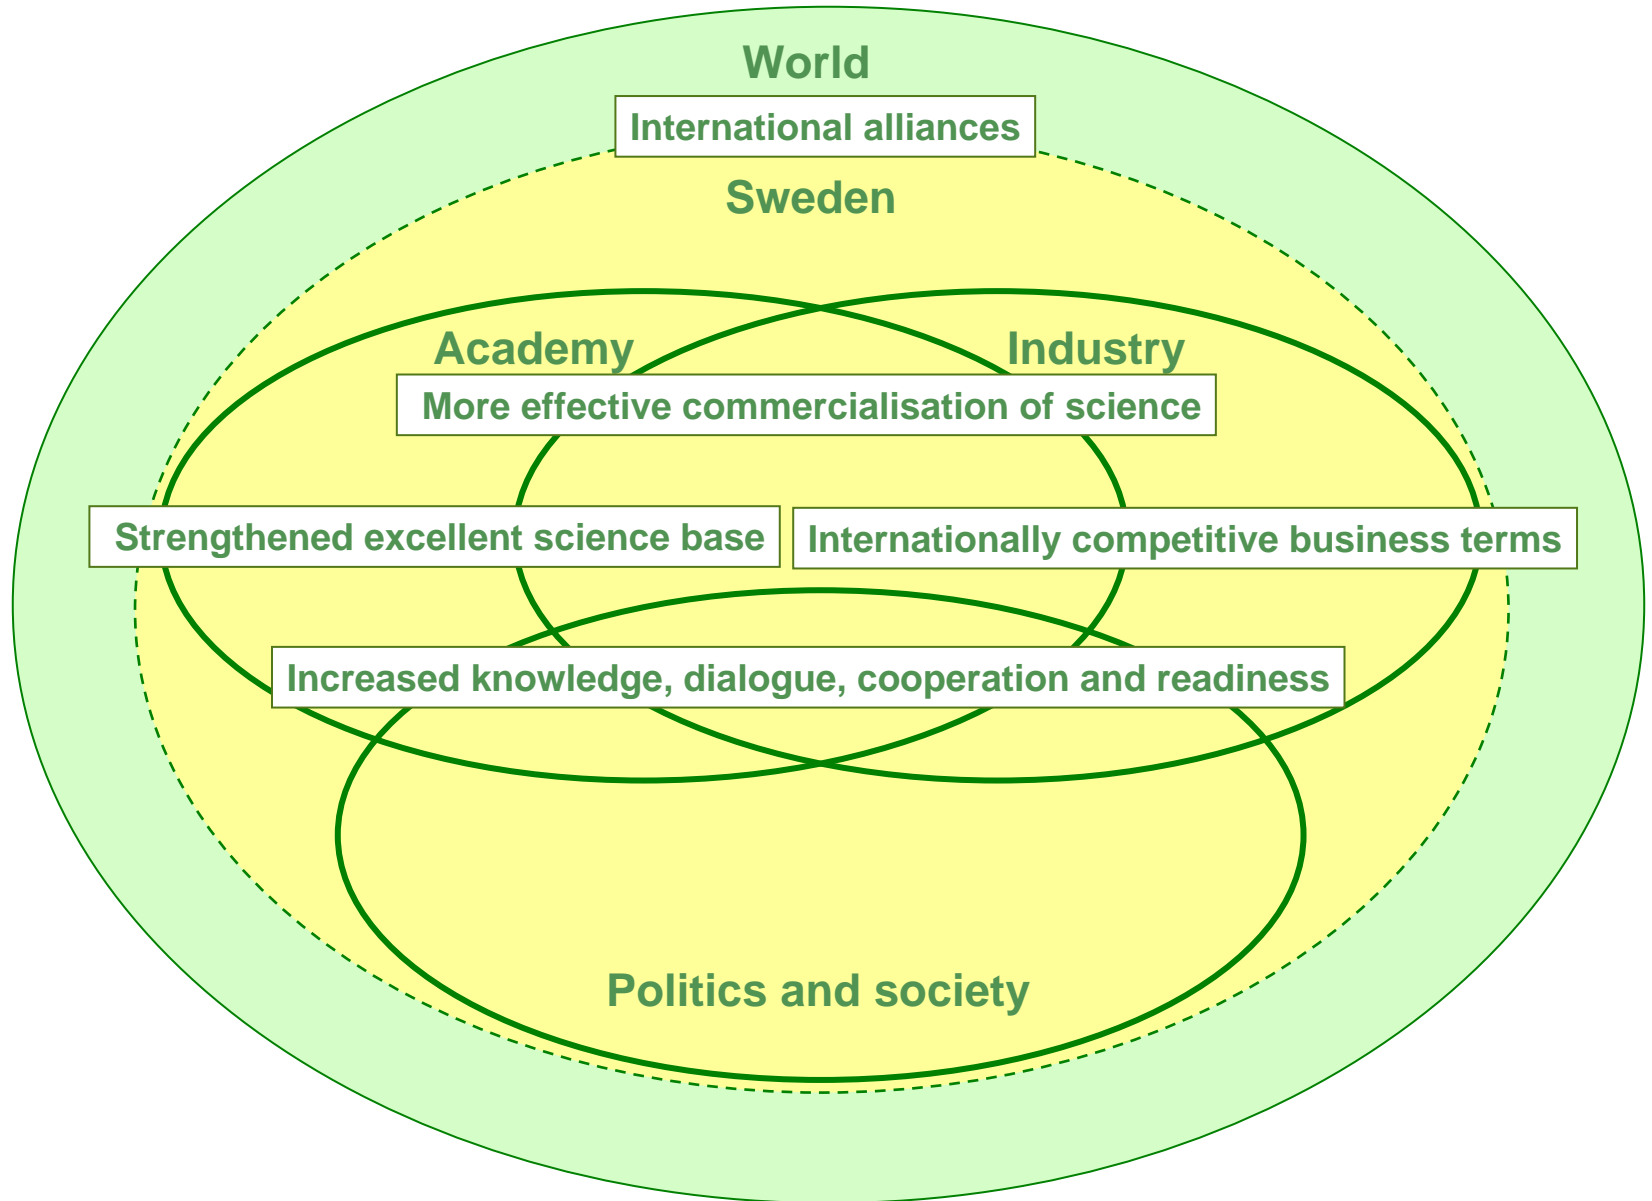 World
International alliances
Sweden
Academy
Industry
More effective commercialisation of science
Strengthened excellent science base
Internationally competitive business terms
Increased knowledge, dialogue, cooperation and readiness
Politics and society